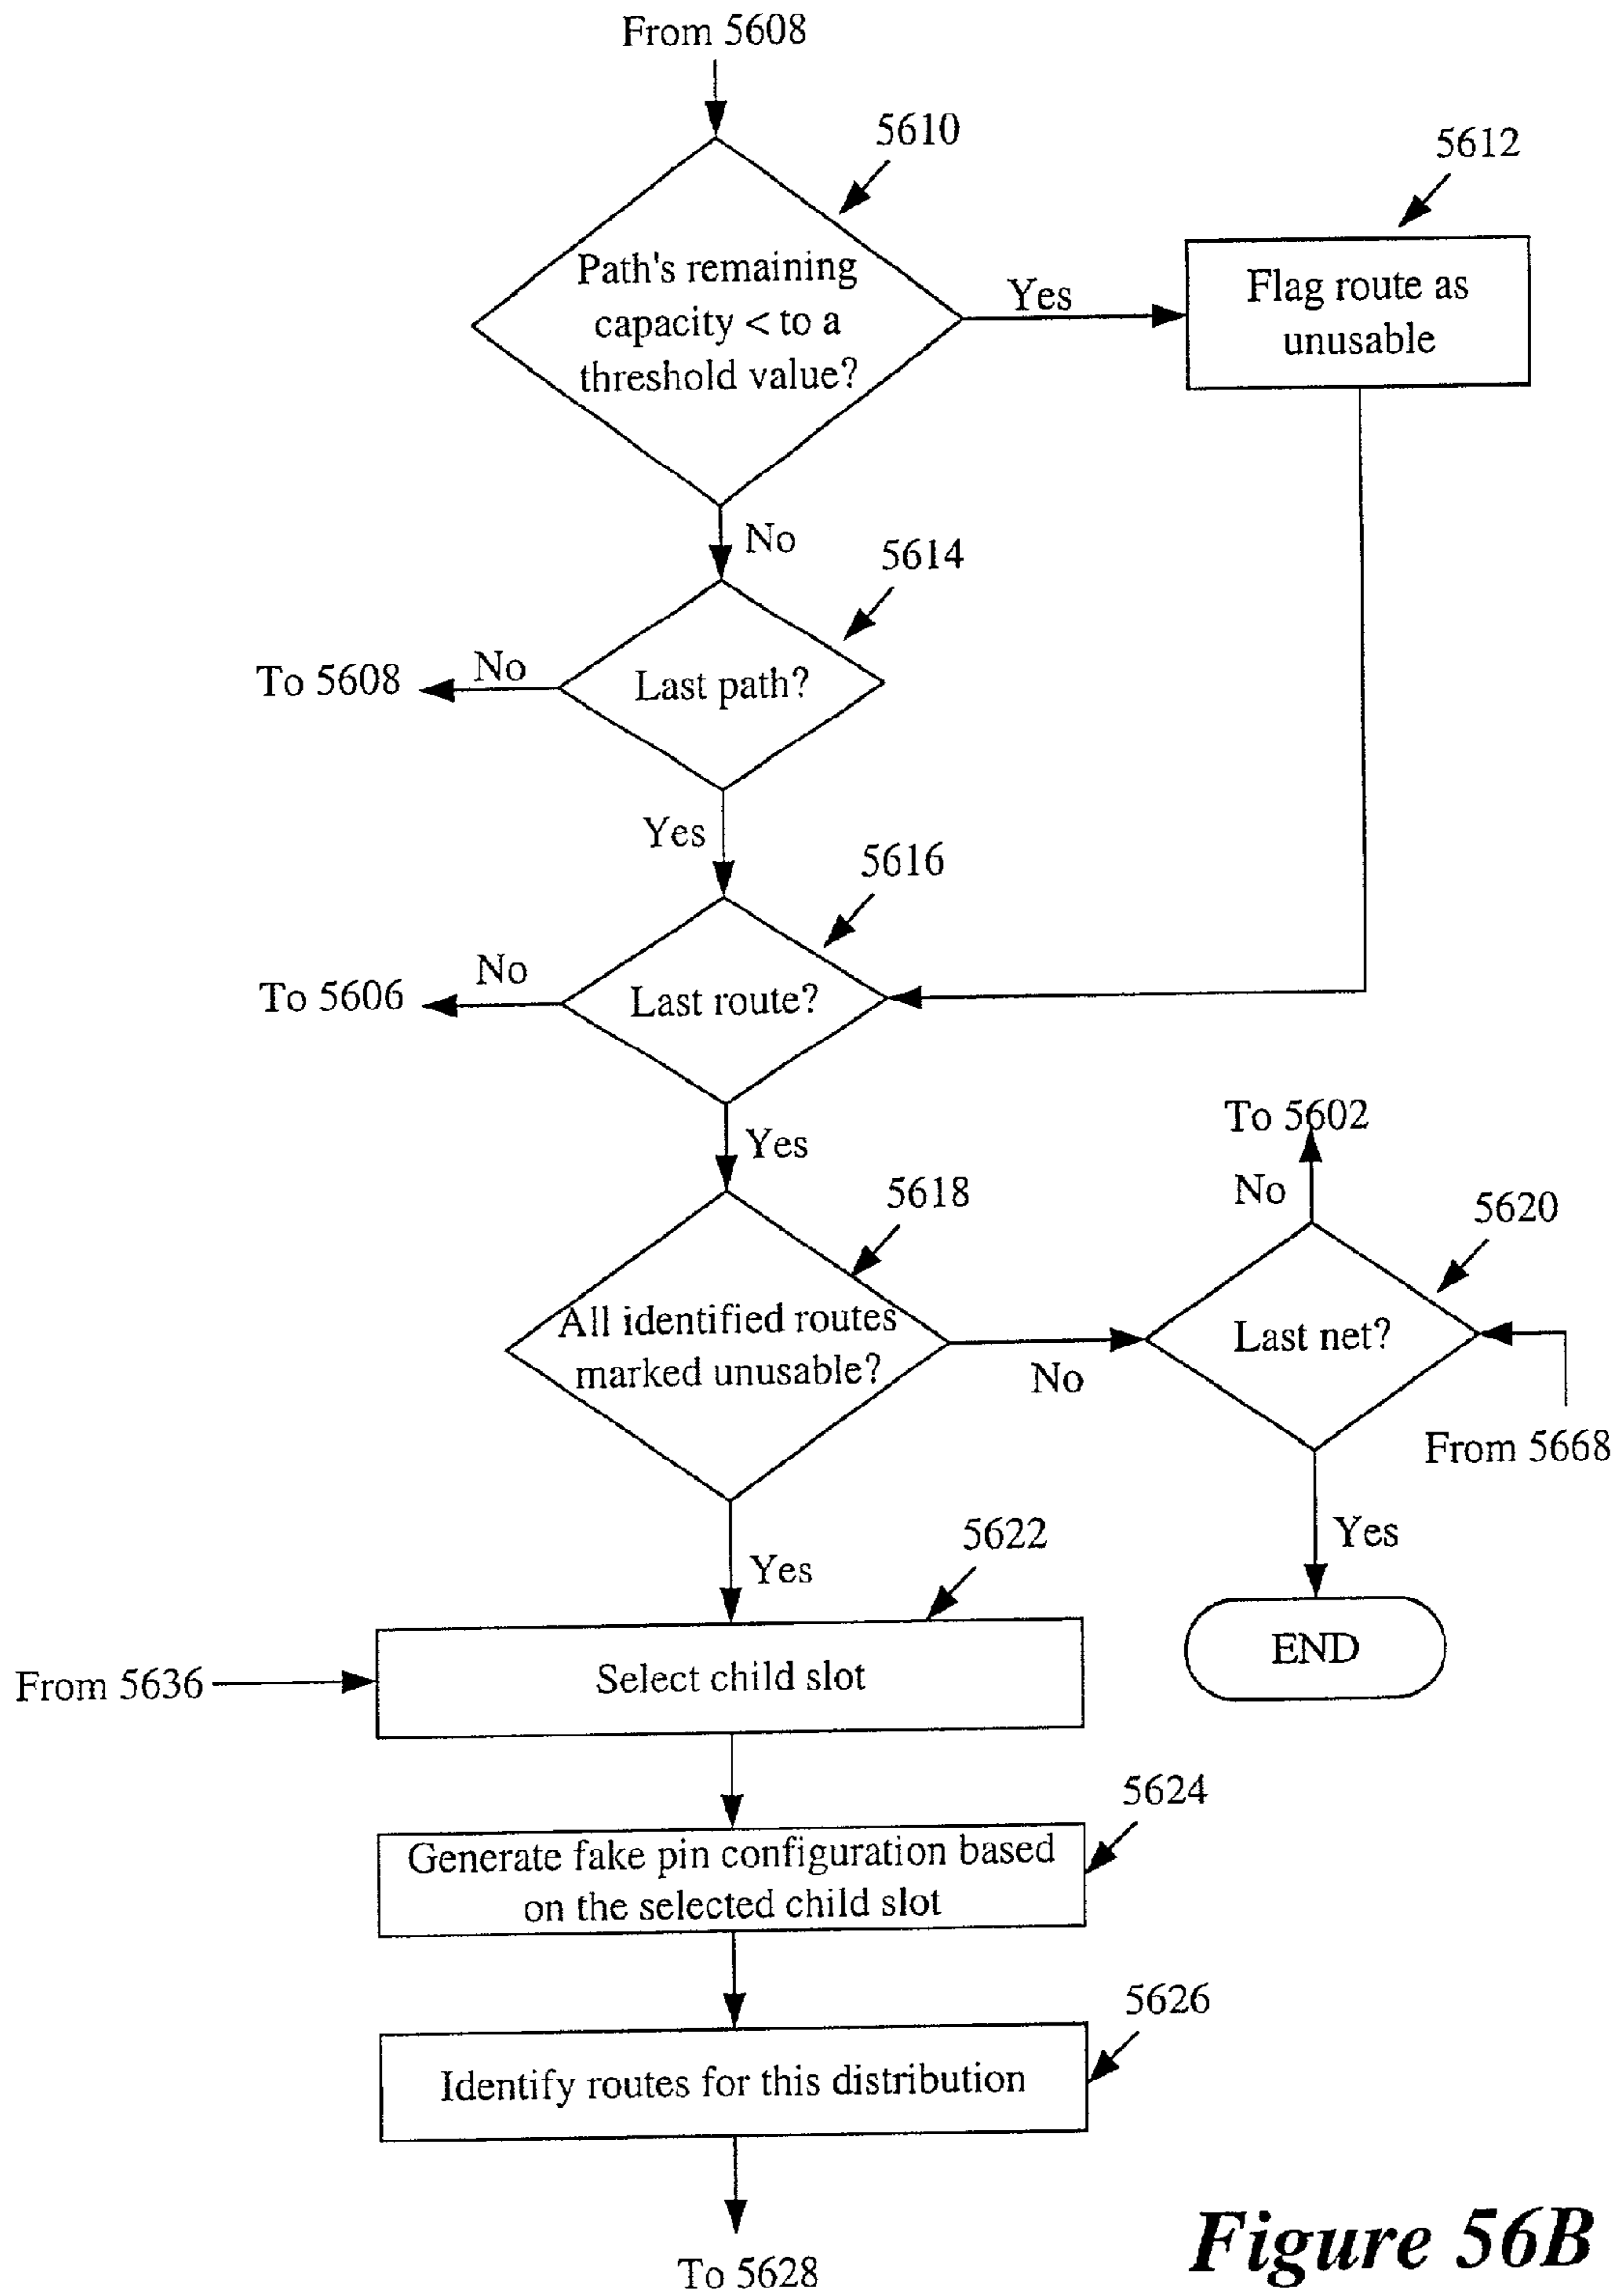 From 5608
5610
5612
Path's remaining
capacity < to a
threshold value?
Yes
Flag route as
unusable
No
5614
To 5608
No
Last path?
Yes
5616
To 5606
No
Last route?
Yes
To 5602
No
5618
5620
All identified routes
marked unusable?
No
Last net?
From 5668
Yes
5622
Yes
END
From 5636
Select child slot
5624
Generate fake pin configuration based
on the selected child slot
5626
Identify routes for this distribution
To 5628
Figure 56B